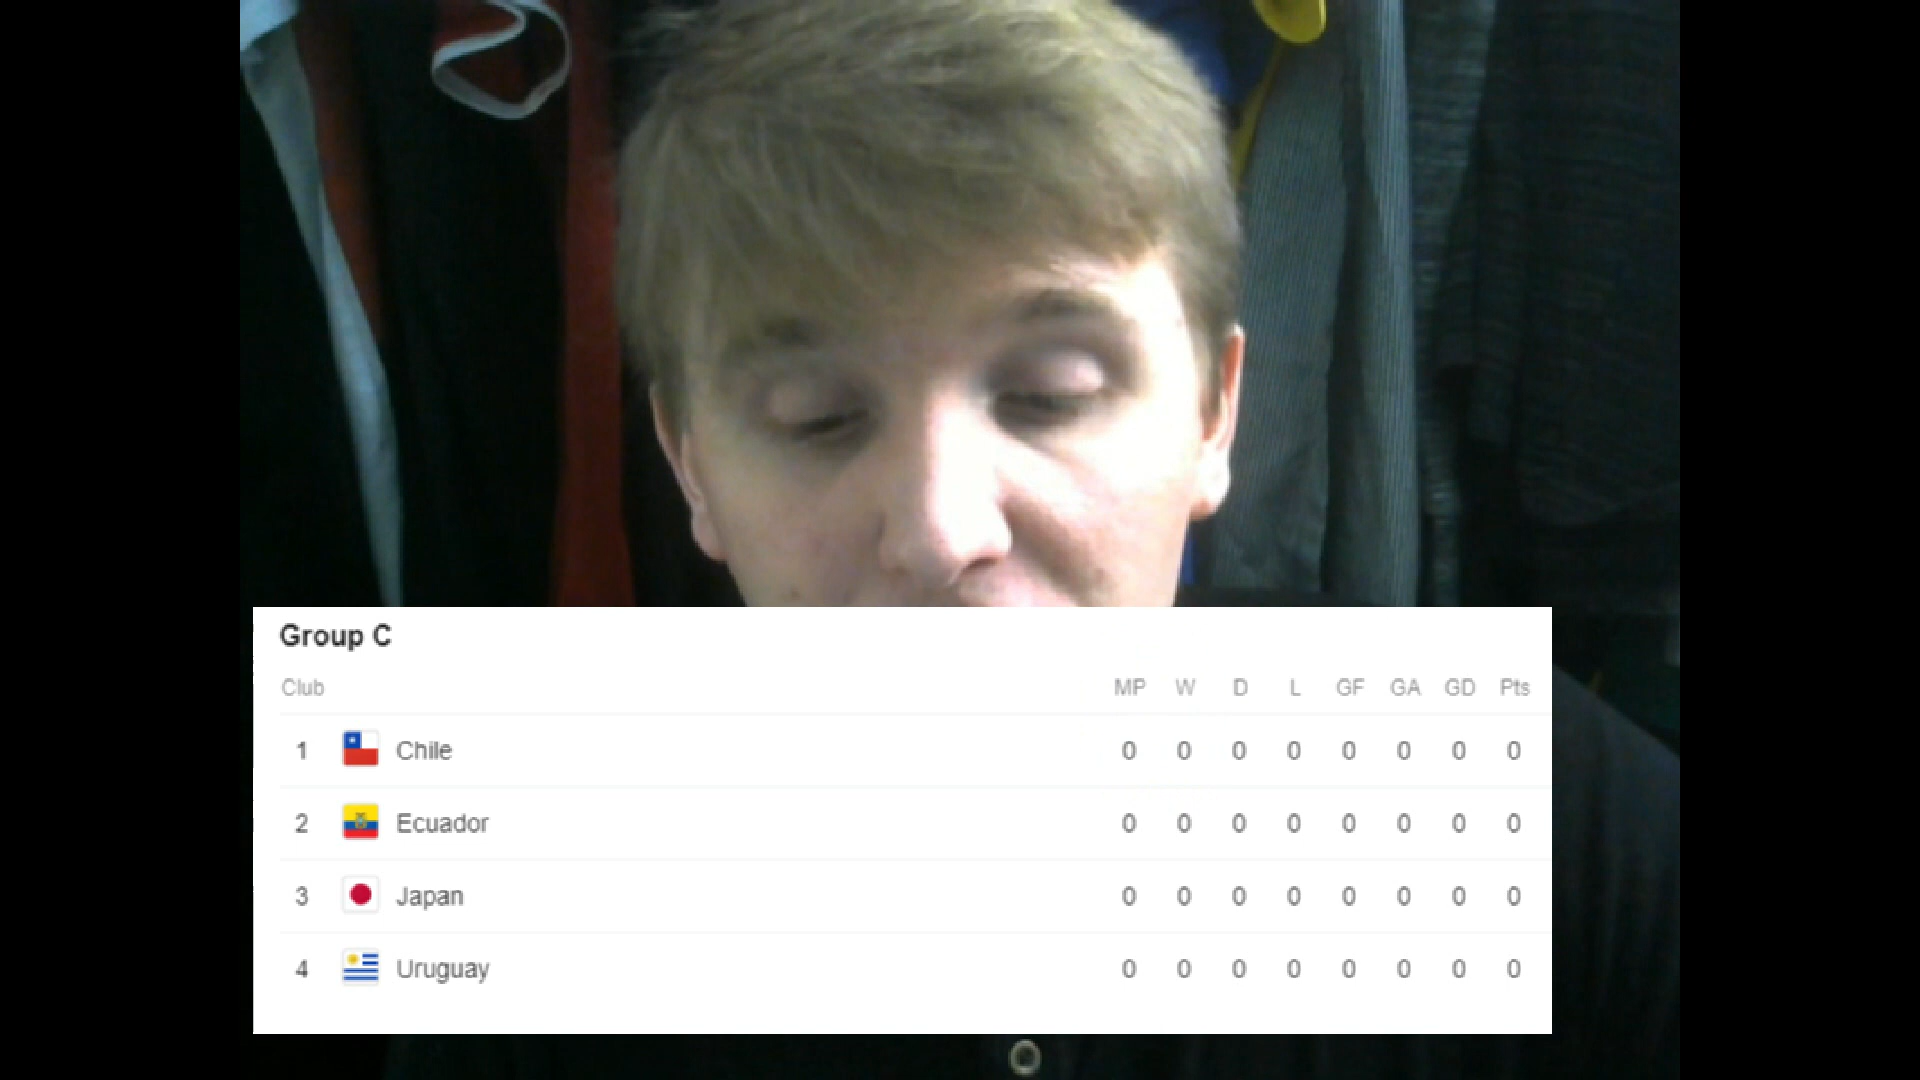 Group C
Club MP W D L GF GA GD Pts
1 Chile 0 0 0 0 0 0 0 0
2 Ecuador 0 0 0 0 0 0 0 0
3 Japan 0 0 0 0 0 0 0 0
4 Uruguay 0 0 0 0 0 0 0 0